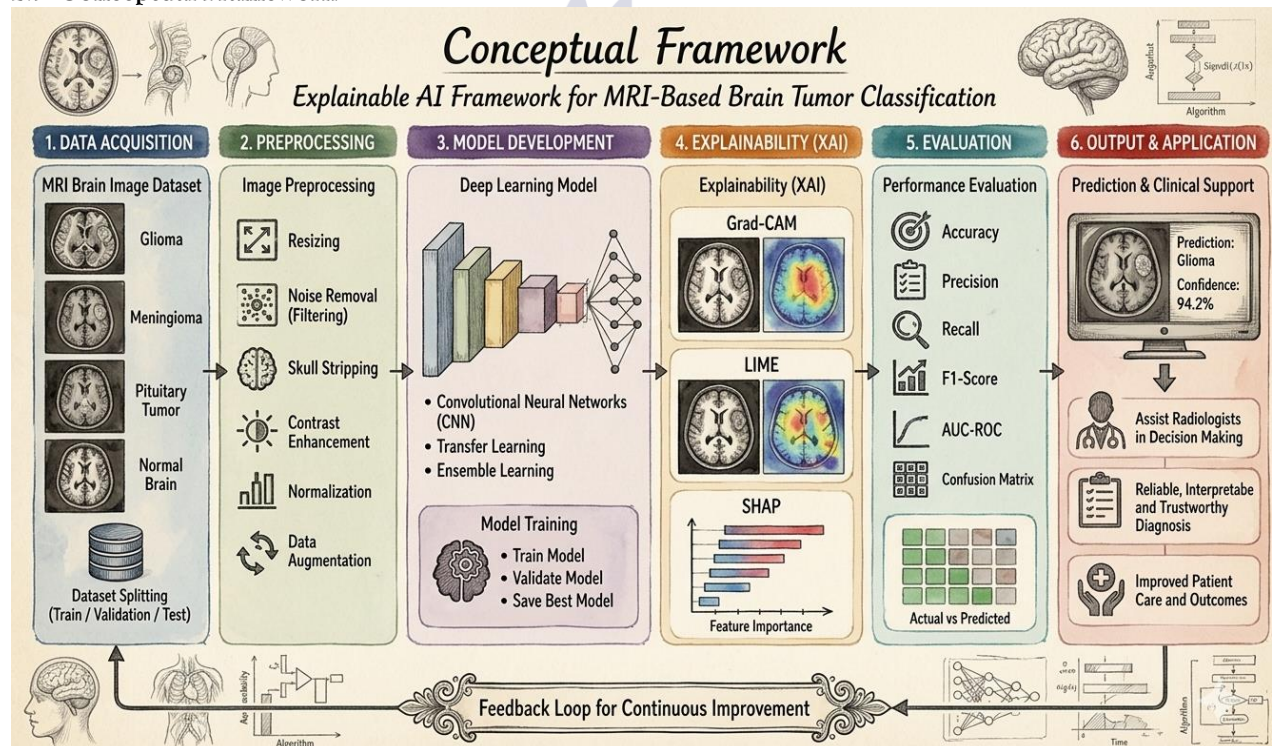 Conceptual Framework
Explainable AI Framework for MRI-Based Brain Tumor Classification
Algorithm
1. DATA ACQUISITION
MRI Brain Image Dataset
Glioma
Meningioma
Pituitary
Tumor
Normal
Brain
Dataset Splitting
(Train / Validation / Test)
2. PREPROCESSING
Image Preprocessing
Resizing
Noise Removal
(Filtering)
Skull Stripping
Contrast
Enhancement
Normalization
Data
Augmentation
3. MODEL DEVELOPMENT
Deep Learning Model
• Convolutional Neural Networks
(CNN)
• Transfer Learning
• Ensemble Learning
Model Training
• Train Model
• Validate Model
• Save Best Model
4. EXPLAINABILITY (XAI)
Explainability (XAI)
Grad-CAM
LIME
SHAP
Feature Importance
5. EVALUATION
Performance Evaluation
Accuracy
Precision
Recall
F1-Score
AUC-ROC
Confusion Matrix
Actual vs Predicted
6. OUTPUT & APPLICATION
Prediction & Clinical Support
Prediction:
Glioma
Confidence:
94.2%
Assist Radiologists
in Decision Making
Reliable, Interpretabe
and Trustworthy
Diagnosis
Improved Patient
Care and Outcomes
Feedback Loop for Continuous Improvement
Algorithm
Time